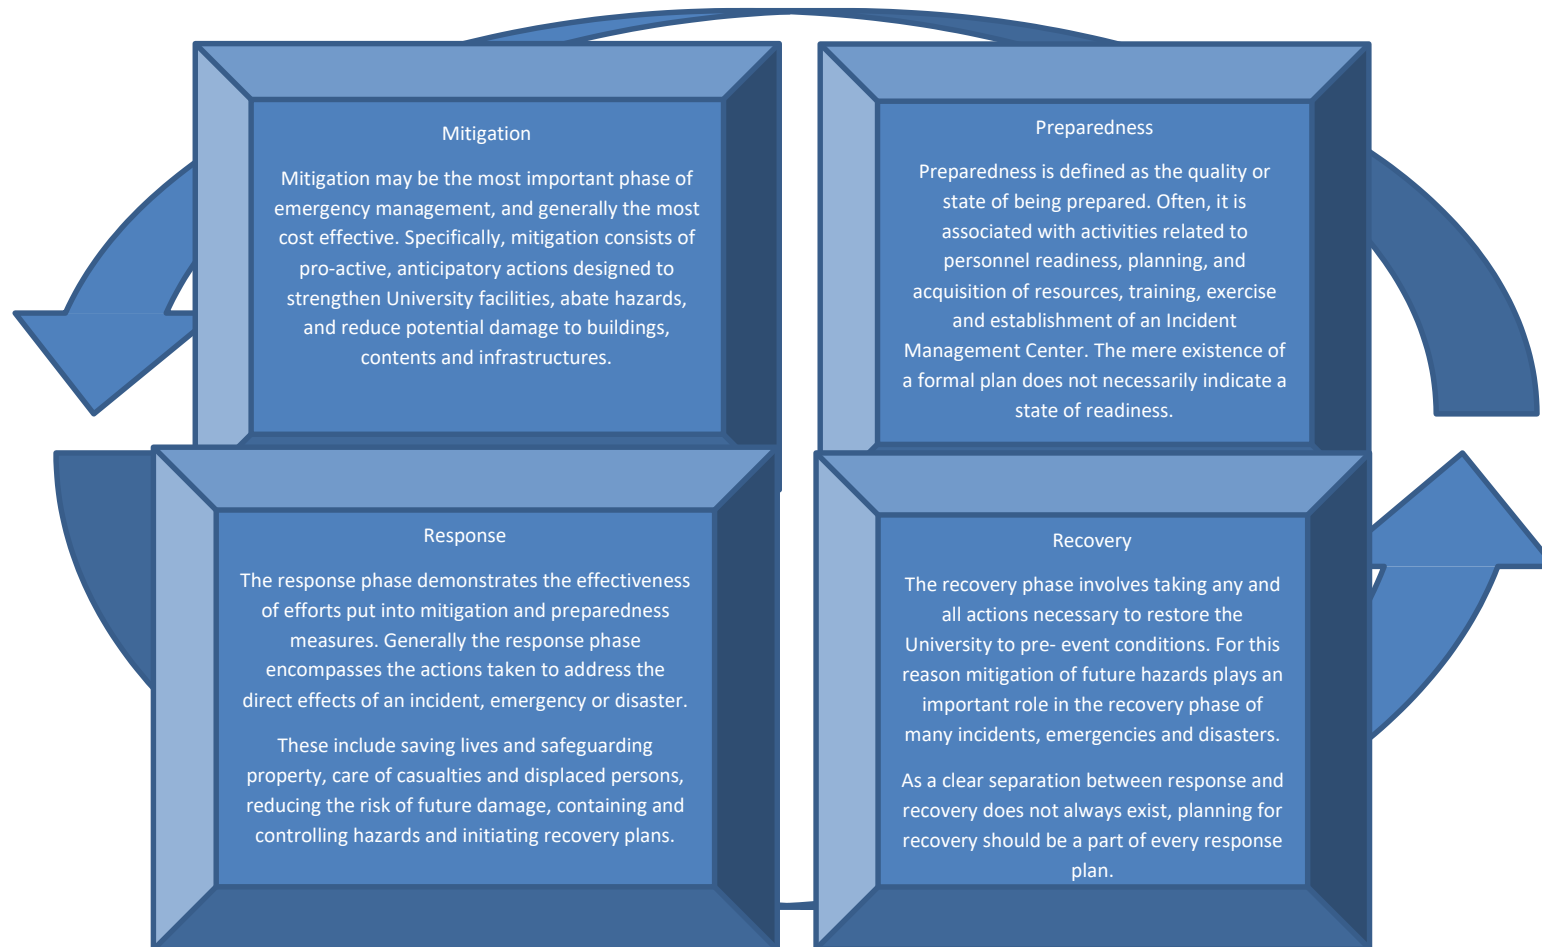 Mitigation
Mitigation may be the most important phase of
emergency management, and generally the most
cost effective. Specifically, mitigation consists of
pro-active, anticipatory actions designed to
strengthen University facilities, abate hazards,
and reduce potential damage to buildings,
contents and infrastructures.
Preparedness
Preparedness is defined as the quality or
state of being prepared. Often, it is
associated with activities related to
personnel readiness, planning, and
acquisition of resources, training, exercise
and establishment of an Incident
Management Center. The mere existence of
a formal plan does not necessarily indicate a
state of readiness.
Response
The response phase demonstrates the effectiveness
of efforts put into mitigation and preparedness
measures. Generally the response phase
encompasses the actions taken to address the
direct effects of an incident, emergency or disaster.
These include saving lives and safeguarding
property, care of casualties and displaced persons,
reducing the risk of future damage, containing and
controlling hazards and initiating recovery plans.
Recovery
The recovery phase involves taking any and
all actions necessary to restore the
University to pre- event conditions. For this
reason mitigation of future hazards plays an
important role in the recovery phase of
many incidents, emergencies and disasters.
As a clear separation between response and
recovery does not always exist, planning for
recovery should be a part of every response
plan.